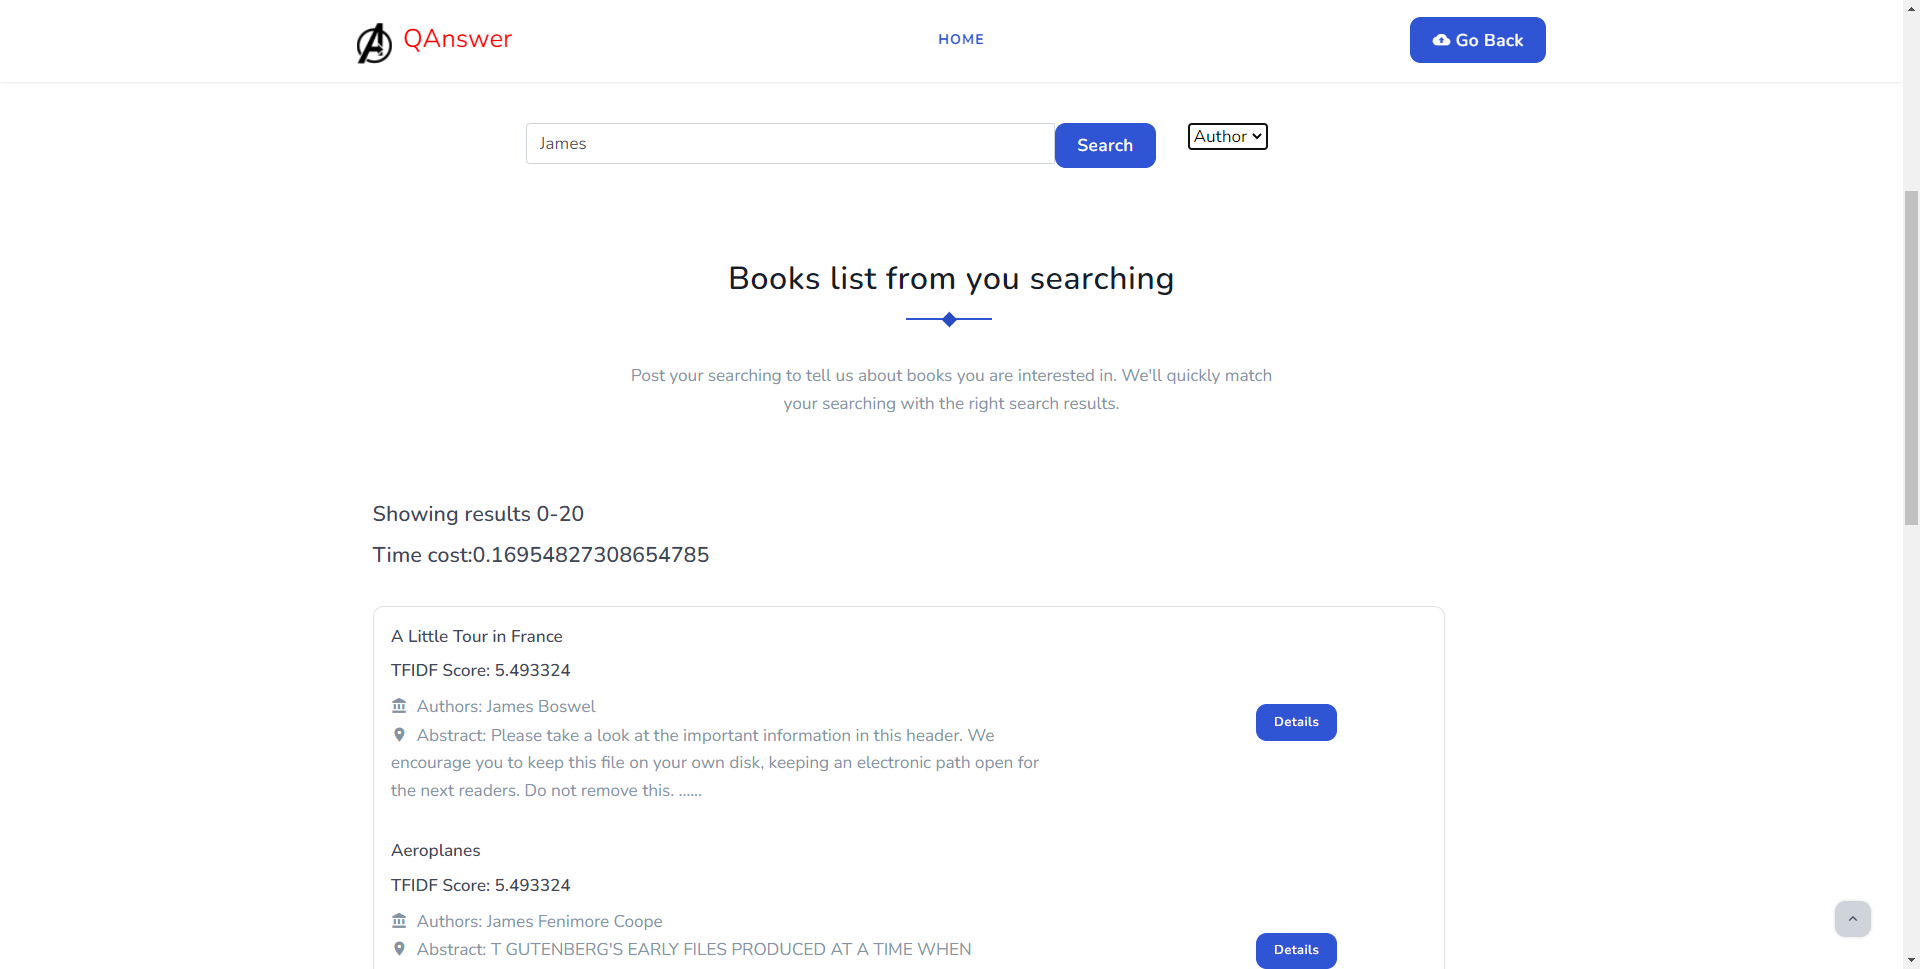 QAnswer
HOME
Go Back
James
Search
Author
Books list from you searching
Post your searching to tell us about books you are interested in. We'll quickly match
your searching with the right search results.
Showing results 0-20
Time cost:0.16954827308654785
A Little Tour in France
TFIDF Score: 5.493324
Authors: James Boswel
Abstract: Please take a look at the important information in this header. We
encourage you to keep this file on your own disk, keeping an electronic path open for
the next readers. Do not remove this. ......
Details
Aeroplanes
TFIDF Score: 5.493324
Authors: James Fenimore Coope
Abstract: T GUTENBERG'S EARLY FILES PRODUCED AT A TIME WHEN
Details